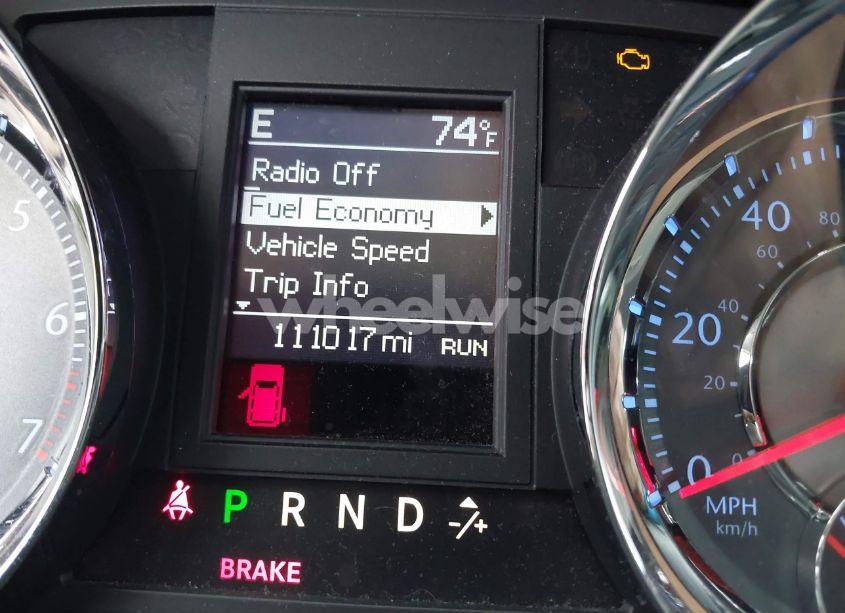 E 74°F
Radio Off
Fuel Economy
Vehicle Speed
Trip Info
wheelwise
111017 mi RUN
P R N D -/+
BRAKE
5
6
7
40
20
0
80
60
40
20
0
MPH
km/h